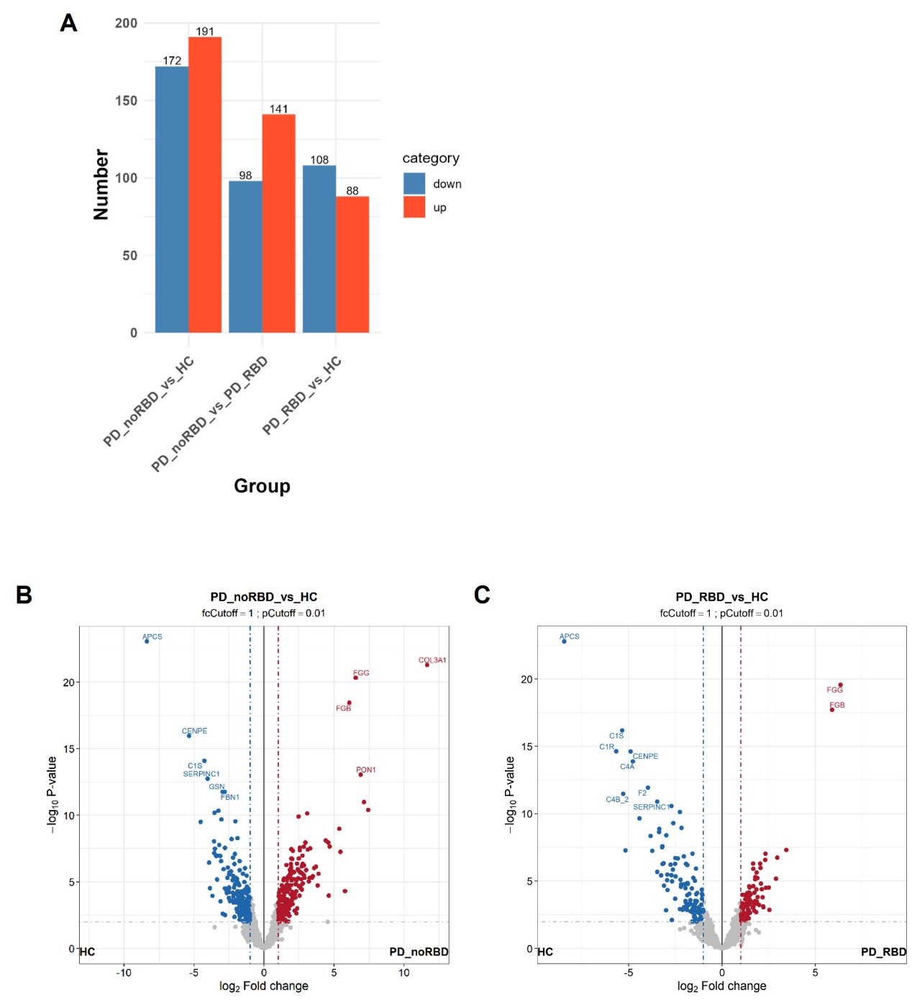 A
200
191
172
150
141
108
100
98
88
50
0
Number
category
down
up
PD_noRBD_vs_HC
PD_noRBD_vs_PD_RBD
PD_RBD_vs_HC
Group
B
PD_noRBD_vs_HC
fcCutoff = 1 ; pCutoff = 0.01
APCS
COL3A1
FGG
FGB
CENPE
C1S
SERPINC1
PON1
GSN
FBN1
20
15
10
5
0
−log10 P-value
HC
PD_noRBD
-10 -5 0 5 10
log2 Fold change
C
PD_RBD_vs_HC
fcCutoff = 1 ; pCutoff = 0.01
APCS
FGG
FGB
C1S
C1R
CENPE
C4A
F2
C4B_2
SERPINC1
20
15
10
5
0
−log10 P-value
HC
PD_RBD
-5 0 5
log2 Fold change